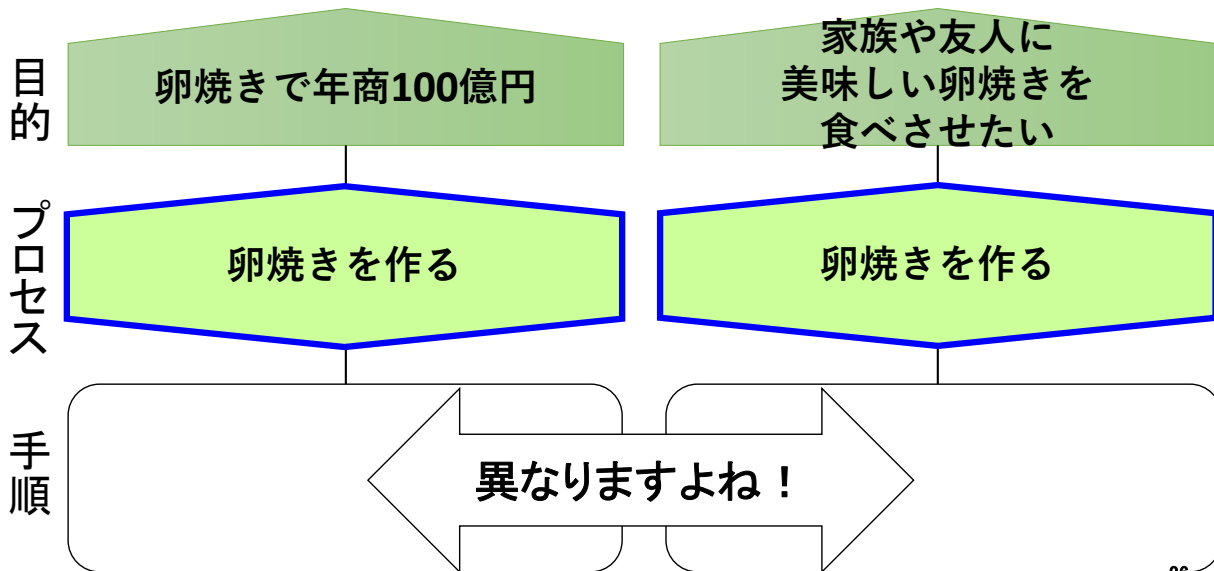 目的
卵焼きで年商100億円
家族や友人に
美味しい卵焼きを
食べさせたい
プロセス
卵焼きを作る
卵焼きを作る
手順
異なりますよね！